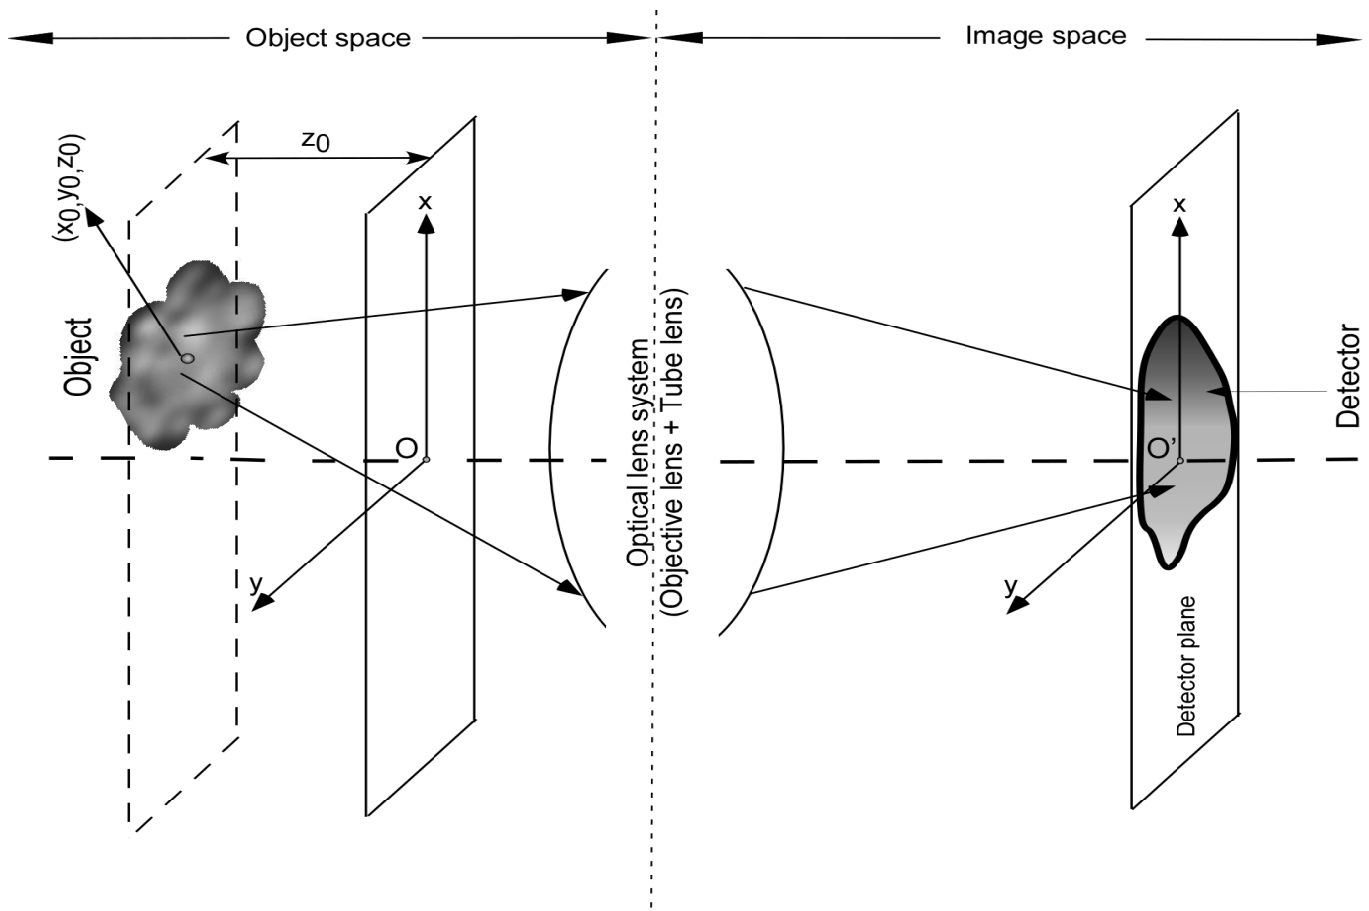 Object space
Image space
z0
(x0,y0,z0)
x
x
Object
Optical lens system
(Objective lens + Tube lens)
Detector
O
O'
y
y
Detector plane